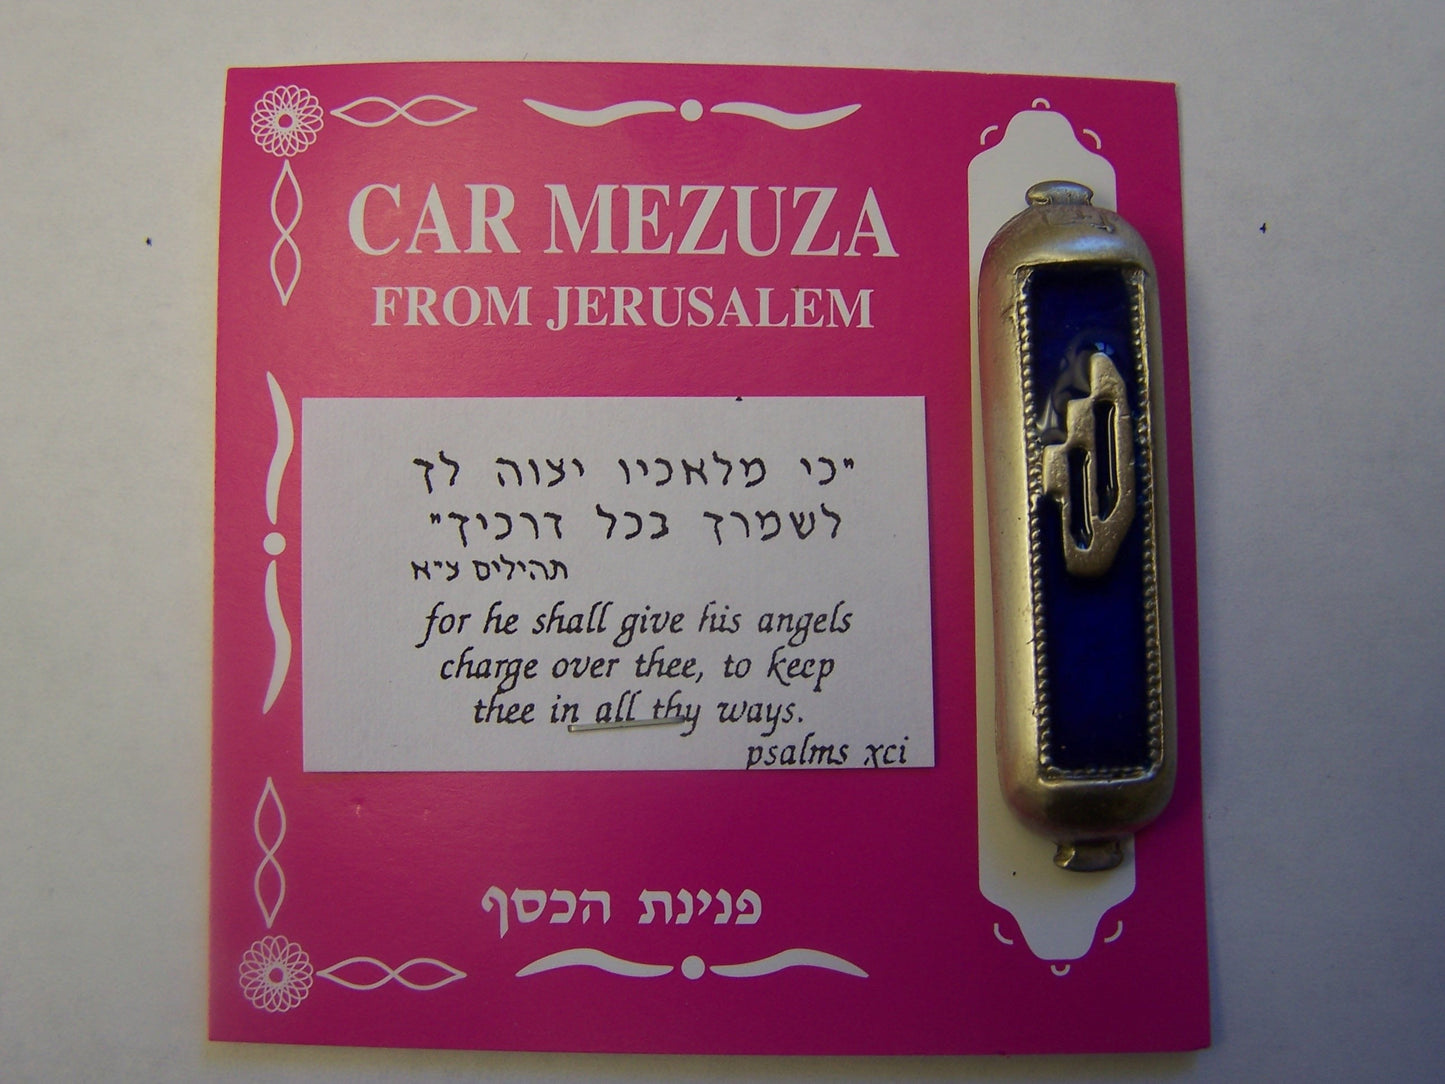 CAR MEZUZA
FROM JERUSALEM
"כי מלאכיו יצוה לך
לשמרך בכל דרכיך"
תהילים צ"א
for he shall give his angels
charge over thee, to keep
thee in all thy ways.
psalms xci
פנינת הכסף
ש